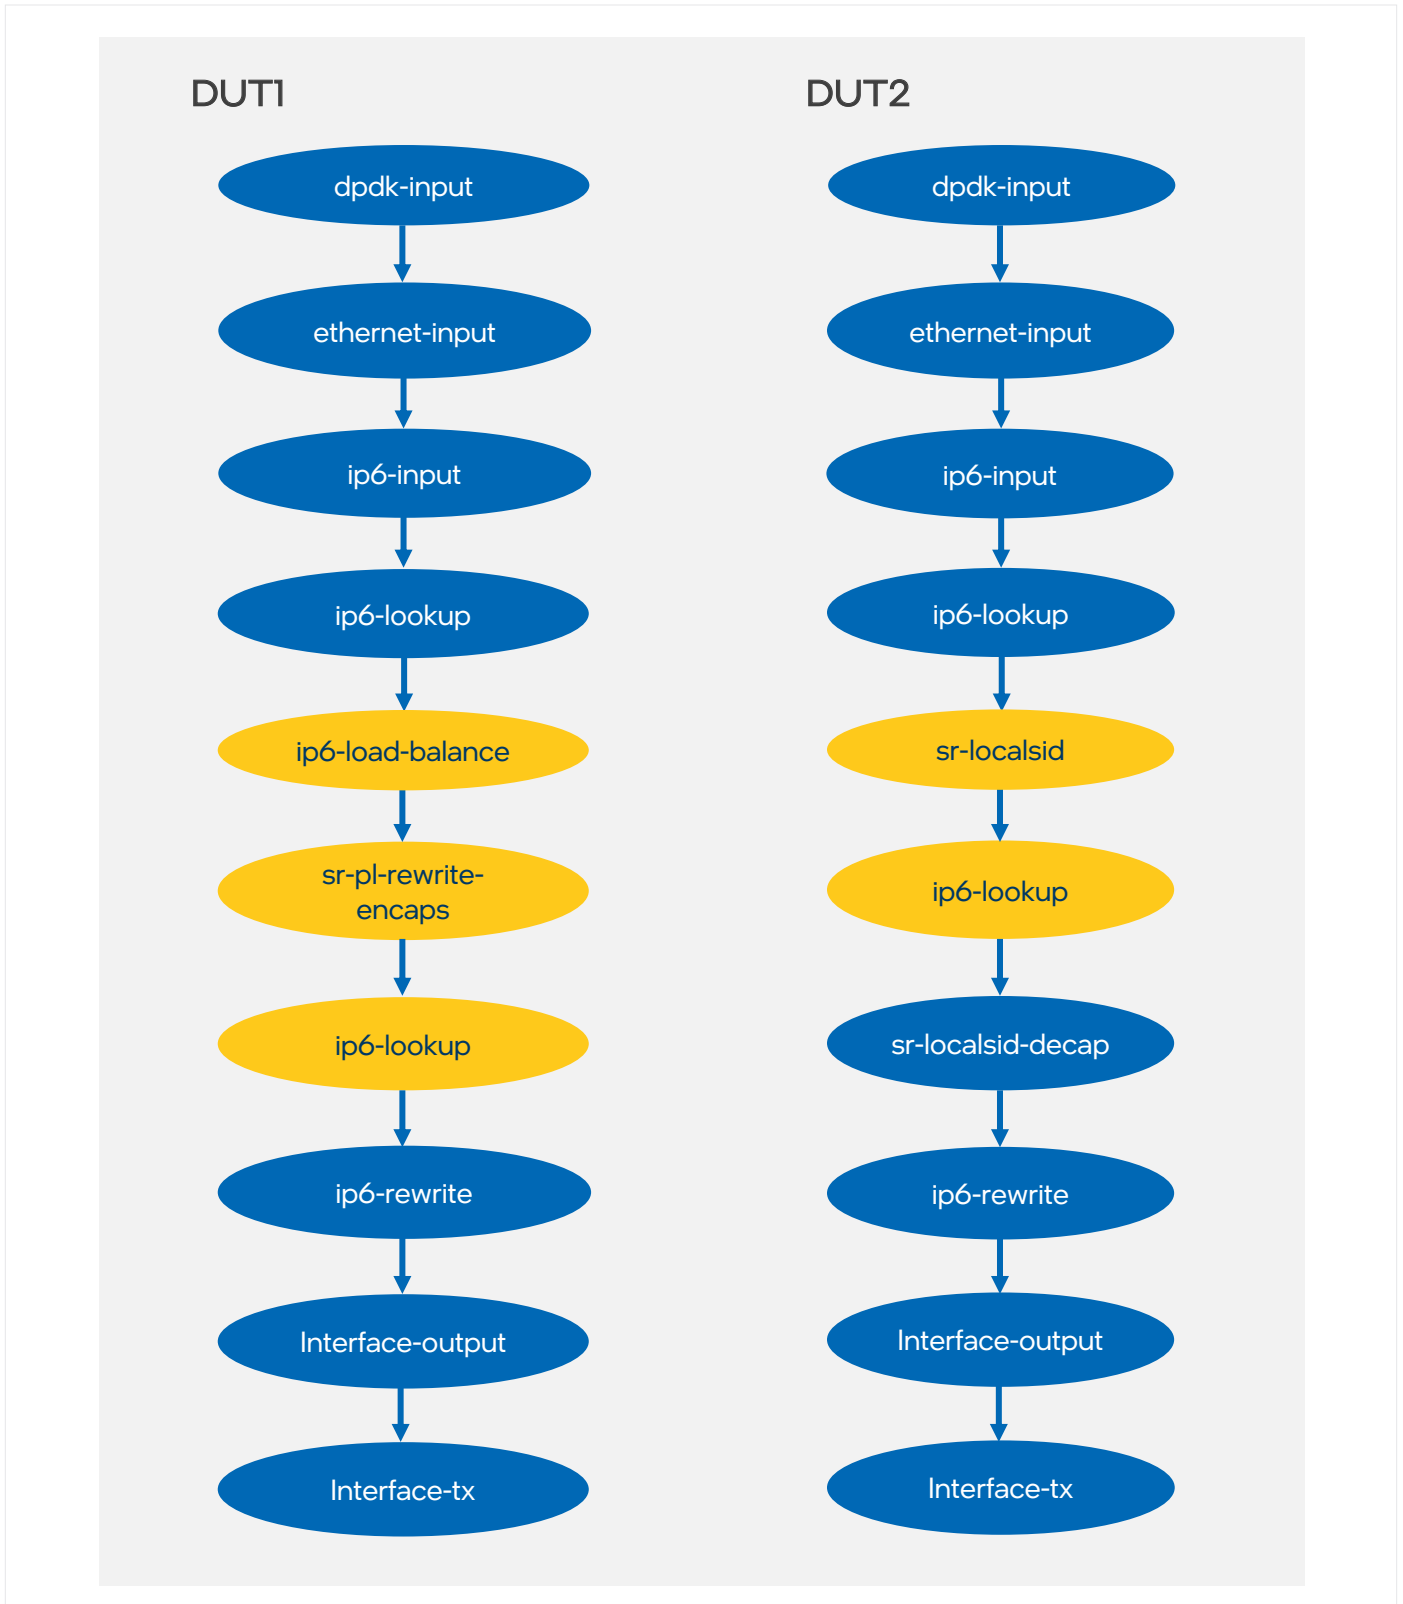 DUT1
dpdk-input
ethernet-input
ip6-input
ip6-lookup
ip6-load-balance
sr-pl-rewrite-
encaps
ip6-lookup
ip6-rewrite
Interface-output
Interface-tx
DUT2
dpdk-input
ethernet-input
ip6-input
ip6-lookup
sr-localsid
ip6-lookup
sr-localsid-decap
ip6-rewrite
Interface-output
Interface-tx